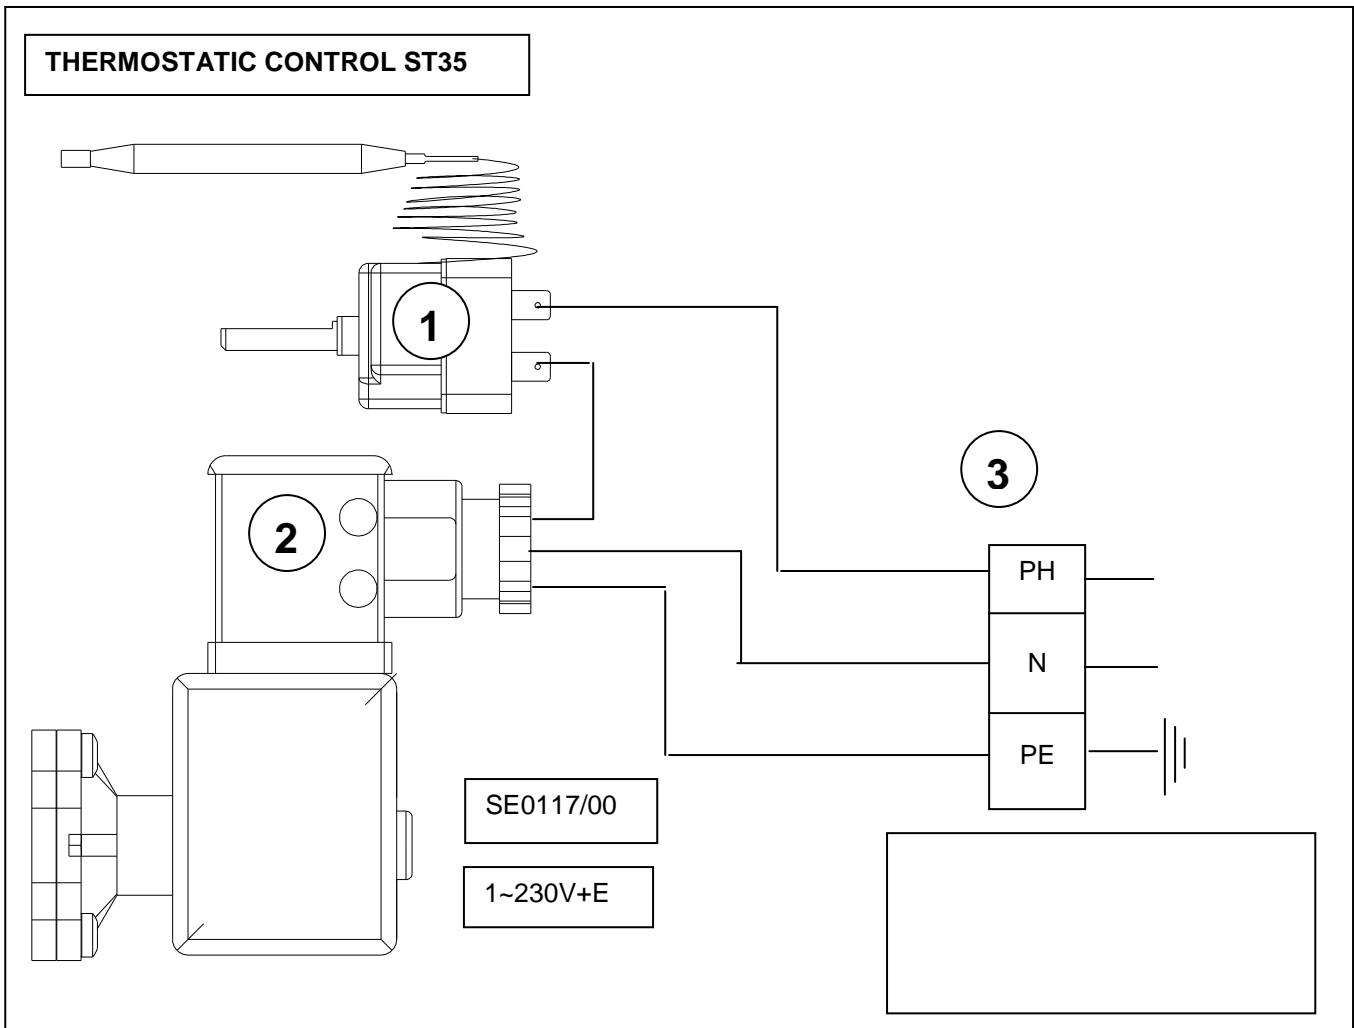 THERMOSTATIC CONTROL ST35
1
2
3
PH
N
PE
SE0117/00
1~230V+E